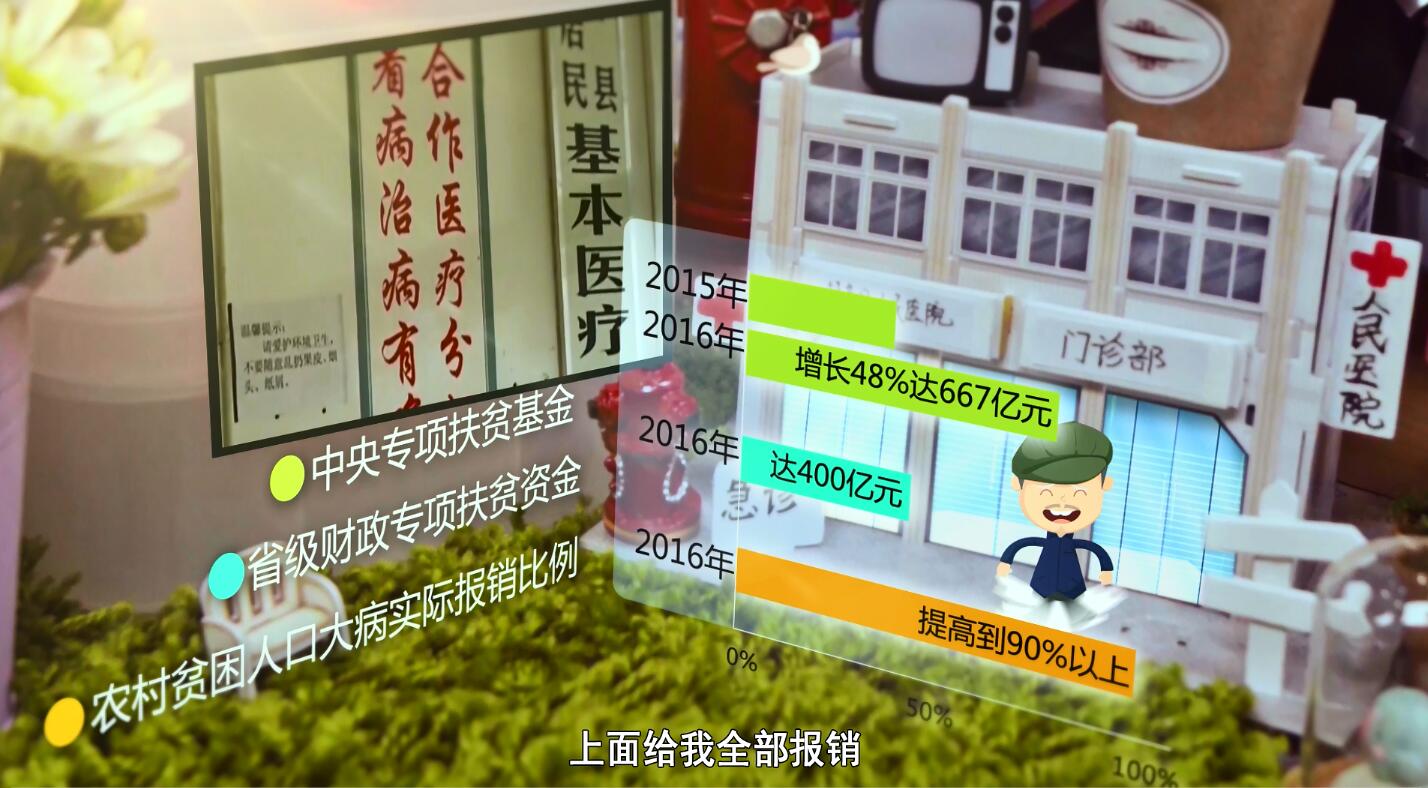 合作医疗分
看病治病有
居民
县
基本医疗
温馨提示：
请爱护环境卫生，
不要随意乱扔果皮、烟
头、纸屑。
中央专项扶贫基金
省级财政专项扶贫资金
农村贫困人口大病实际报销比例
2015年
2016年
增长48%达667亿元
2016年
达400亿元
2016年
提高到90%以上
0%
50%
100%
医院
门诊部
急诊
人民医院
上面给我全部报销